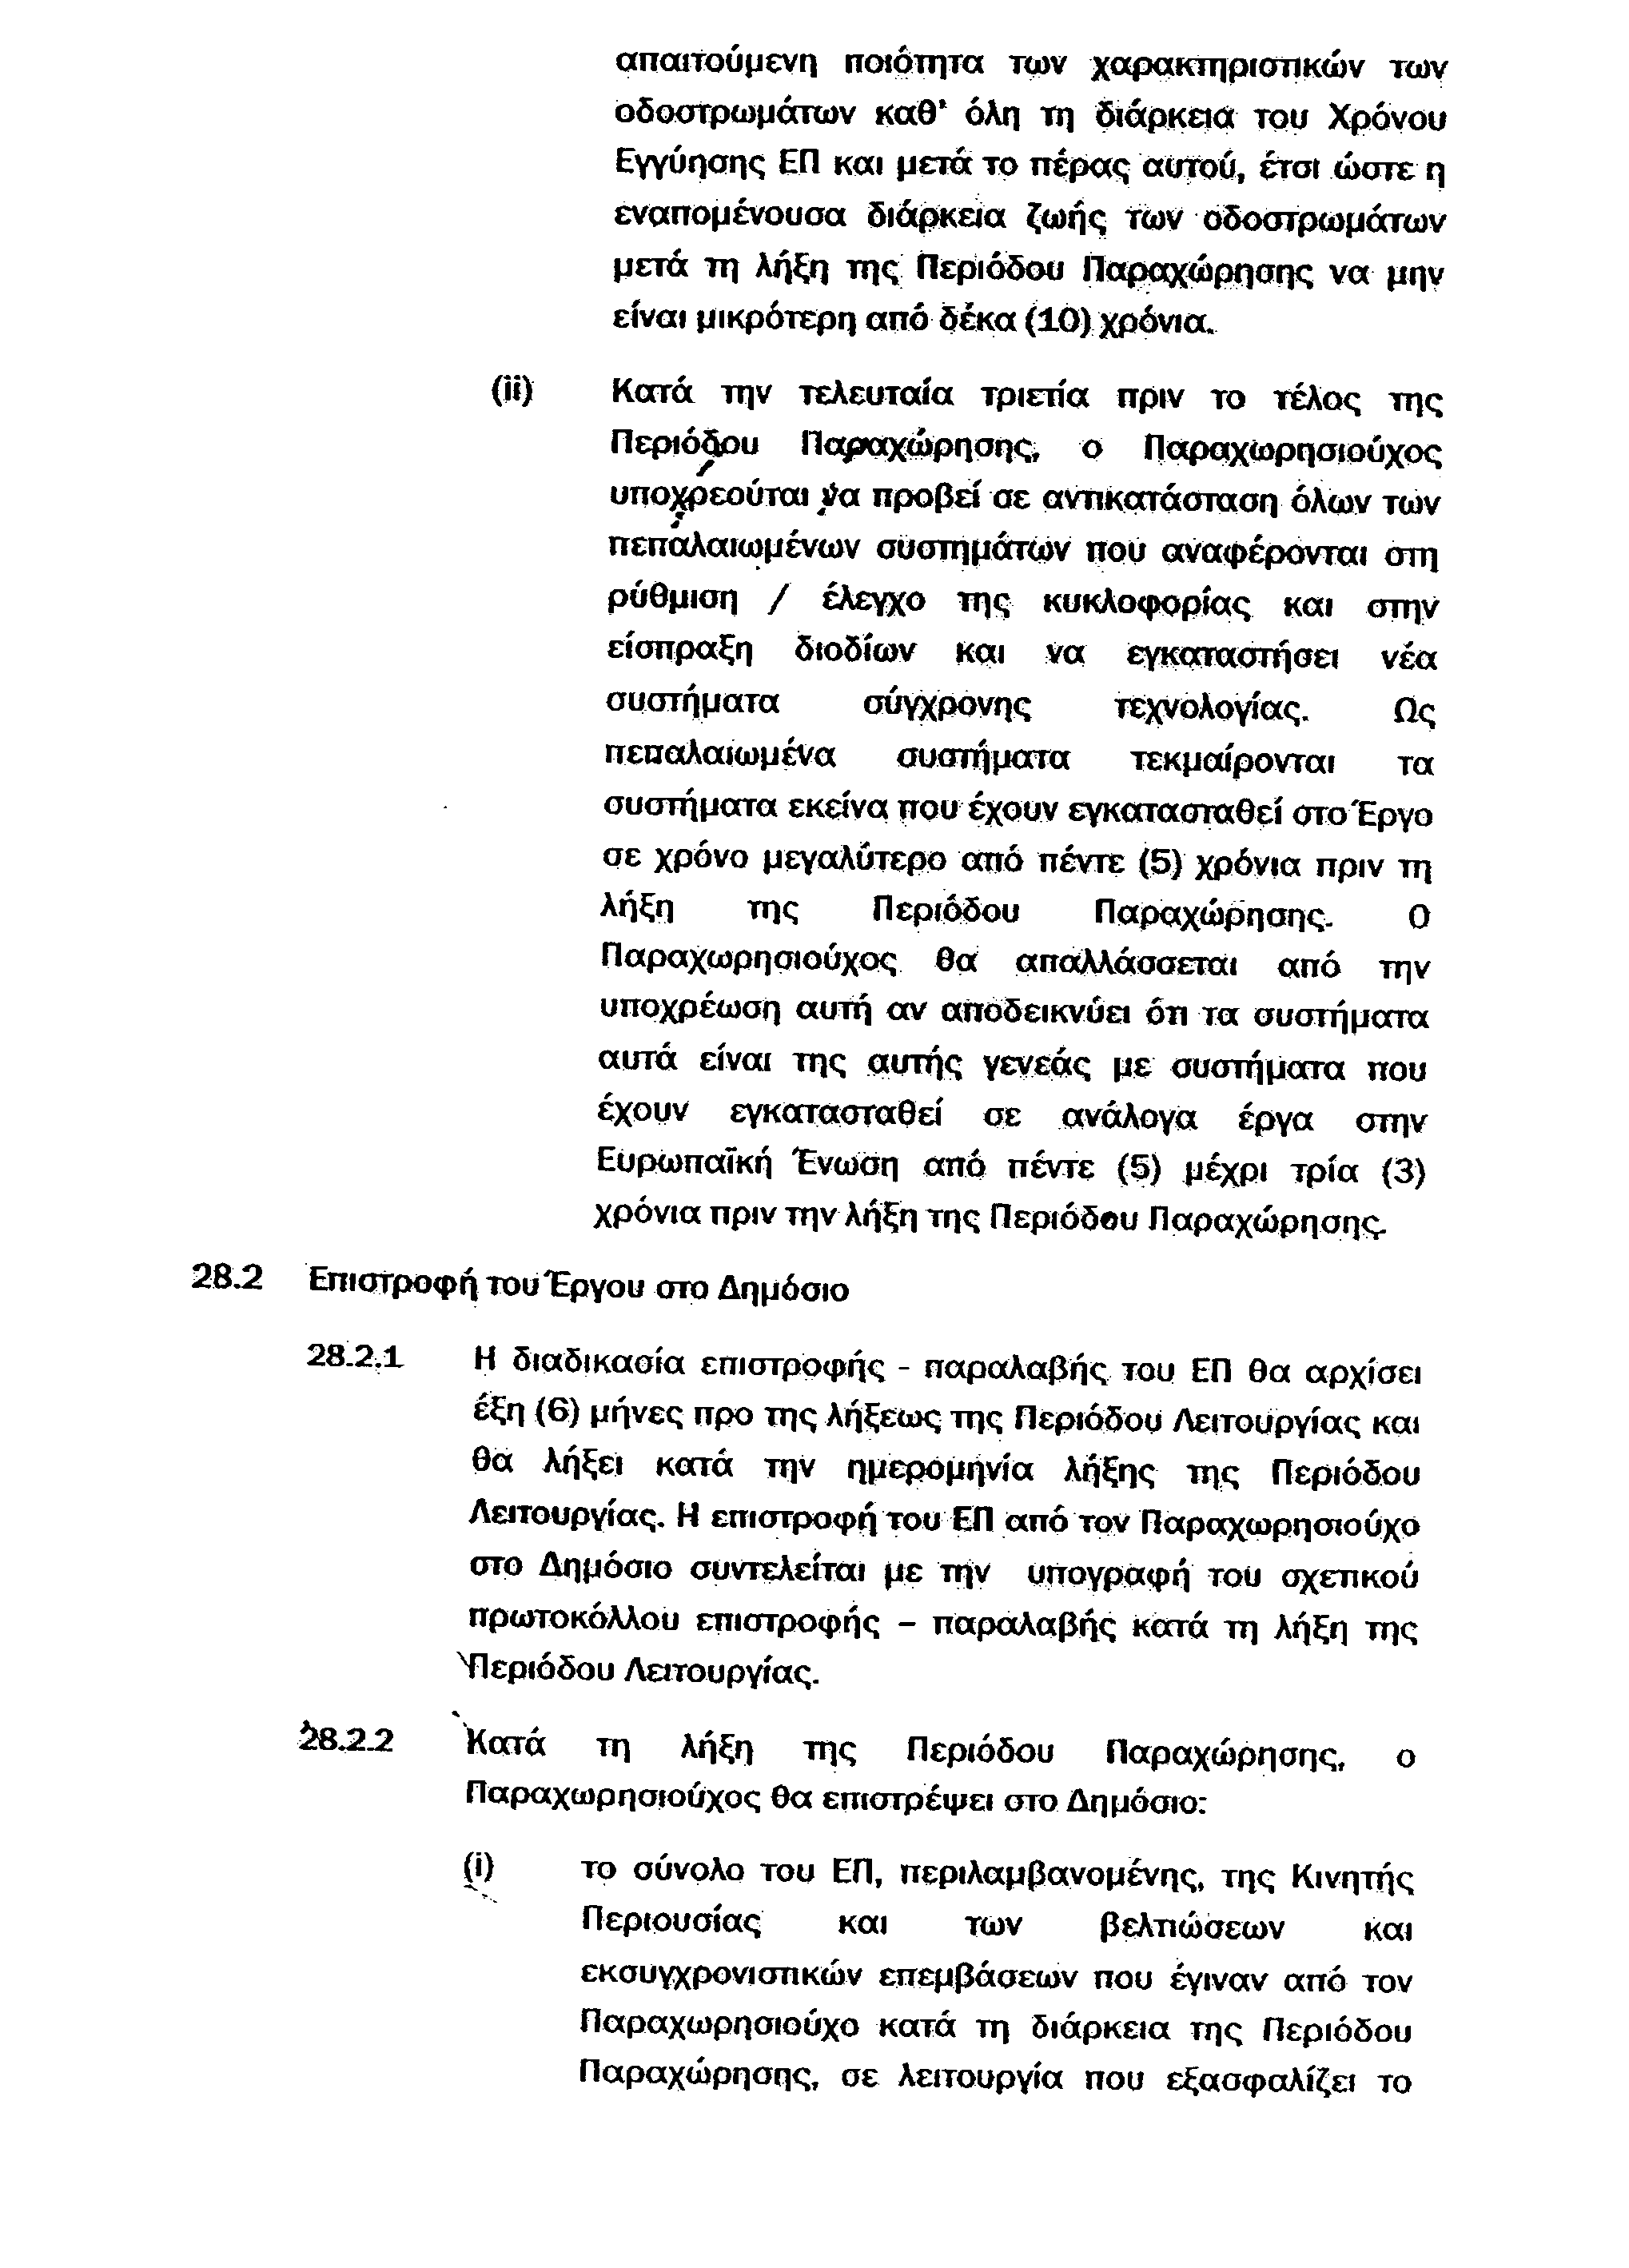 απαιτούμενη ποιότητα των χαρακτηριστικών των
οδοστρωμάτων καθ' όλη τη διάρκεια του Χρόνου
Εγγύησης ΕΠ και μετά το πέρας αυτού, έτσι ώστε η
εναπομένουσα διάρκεια ζωής των οδοστρωμάτων
μετά τη λήξη της Περιόδου Παραχώρησης να μην
είναι μικρότερη από δέκα (10) χρόνια.
(ii) Κατά την τελευταία τριετία πριν το τέλος της
Περιόδου Παραχώρησης, ο Παραχωρησιούχος
υποχρεούται να προβεί σε αντικατάσταση όλων των
πεπαλαιωμένων συστημάτων που αναφέρονται στη
ρύθμιση / έλεγχο της κυκλοφορίας και στην
είσπραξη διοδίων και να εγκαταστήσει νέα
συστήματα σύγχρονης τεχνολογίας. Ως
πεπαλαιωμένα συστήματα τεκμαίρονται τα
συστήματα εκείνα που έχουν εγκατασταθεί στο Έργο
σε χρόνο μεγαλύτερο από πέντε (5) χρόνια πριν τη
λήξη της Περιόδου Παραχώρησης. Ο
Παραχωρησιούχος θα απαλλάσσεται από την
υποχρέωση αυτή αν αποδεικνύει ότι τα συστήματα
αυτά είναι της αυτής γενεάς με συστήματα που
έχουν εγκατασταθεί σε ανάλογα έργα στην
Ευρωπαϊκή Ένωση από πέντε (5) μέχρι τρία (3)
χρόνια πριν την λήξη της Περιόδου Παραχώρησης.
28.2 Επιστροφή του Έργου στο Δημόσιο
28.2.1 Η διαδικασία επιστροφής - παραλαβής του ΕΠ θα αρχίσει
έξη (6) μήνες προ της λήξεως της Περιόδου Λειτουργίας και
θα λήξει κατά την ημερομηνία λήξης της Περιόδου
Λειτουργίας. Η επιστροφή του ΕΠ από τον Παραχωρησιούχο
στο Δημόσιο συντελείται με την υπογραφή του σχετικού
πρωτοκόλλου επιστροφής – παραλαβής κατά τη λήξη της
Περιόδου Λειτουργίας.
28.2.2 Κατά τη λήξη της Περιόδου Παραχώρησης, ο
Παραχωρησιούχος θα επιστρέψει στο Δημόσιο:
(i) το σύνολο του ΕΠ, περιλαμβανομένης, της Κινητής
Περιουσίας και των βελτιώσεων και
εκσυγχρονιστικών επεμβάσεων που έγιναν από τον
Παραχωρησιούχο κατά τη διάρκεια της Περιόδου
Παραχώρησης, σε λειτουργία που εξασφαλίζει το